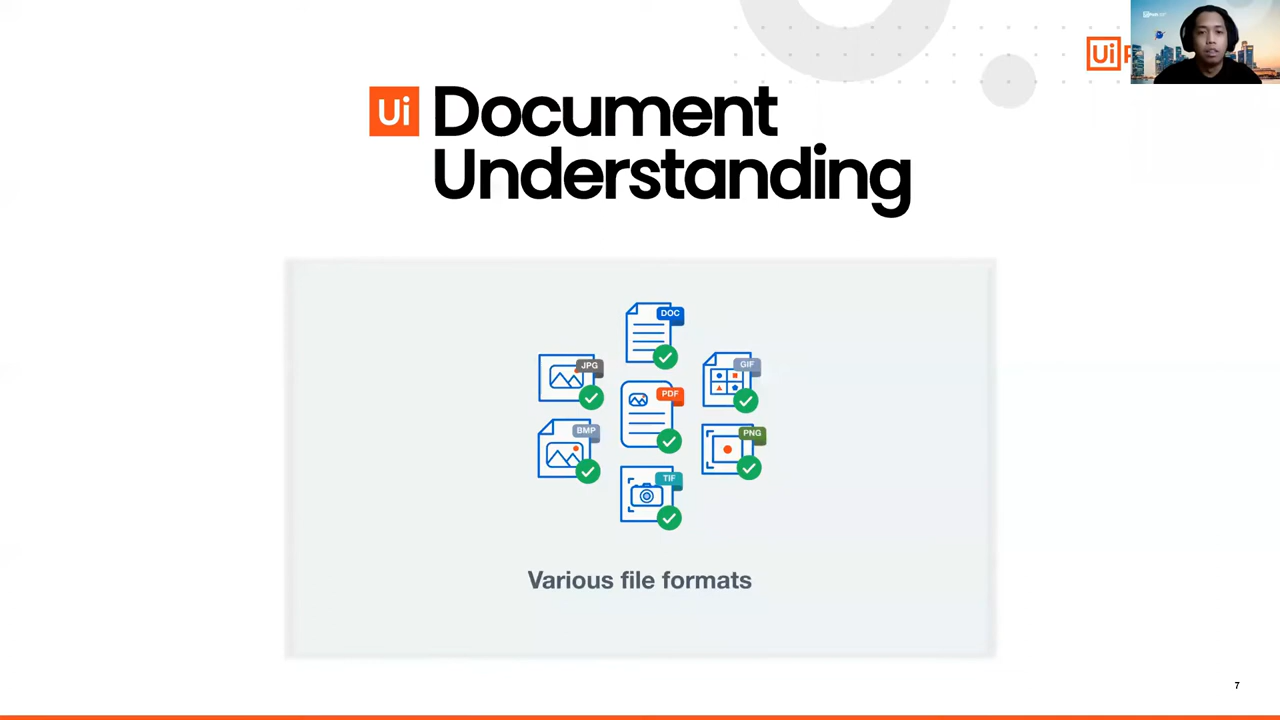 Ui
Ui Document
Understanding
DOC
JPG
GIF
PDF
BMP
PNG
TIF
Various file formats
7